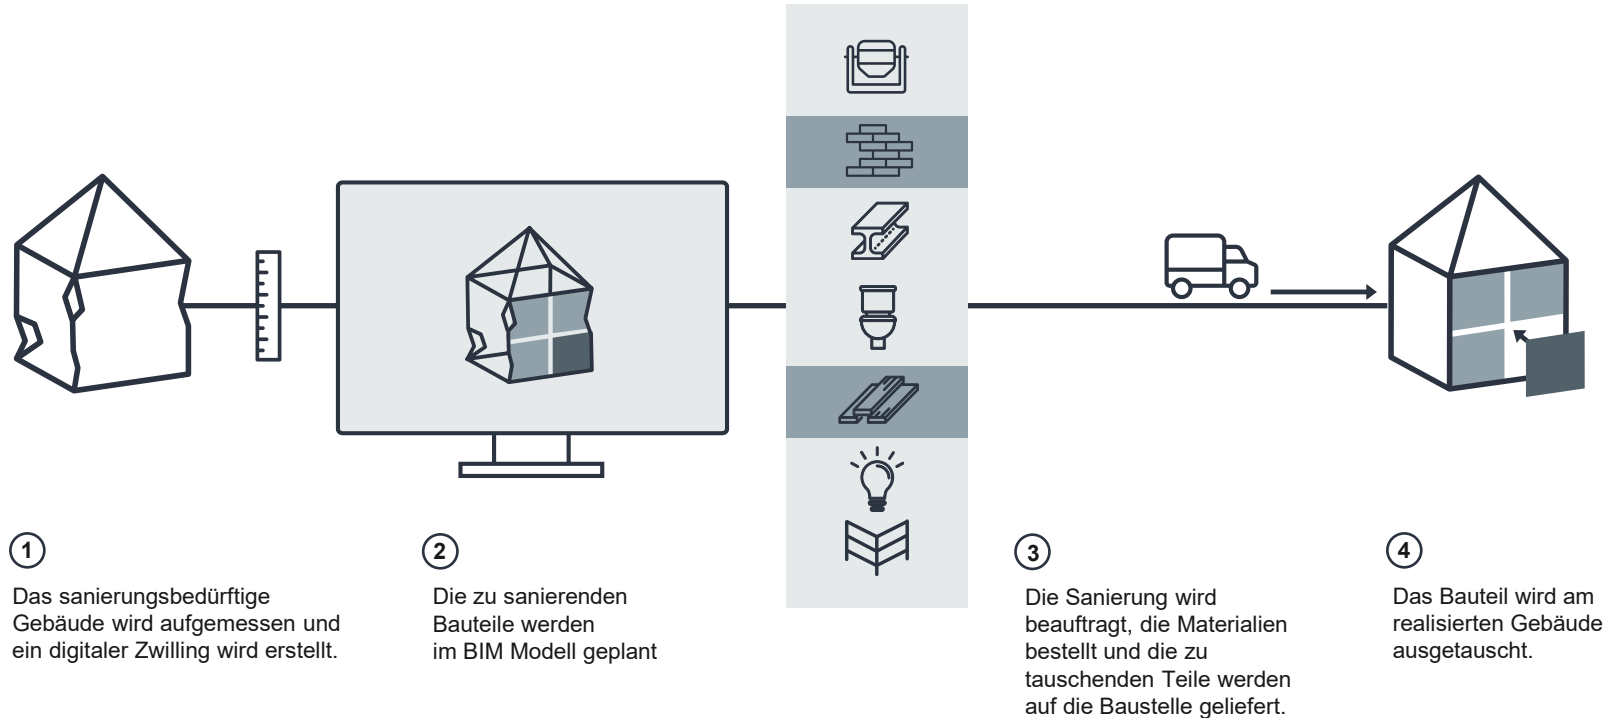 1
Das sanierungsbedürftige
Gebäude wird aufgemessen und
ein digitaler Zwilling wird erstellt.
2
Die zu sanierenden
Bauteile werden
im BIM Modell geplant
3
Die Sanierung wird
beauftragt, die Materialien
bestellt und die zu
tauschenden Teile werden
auf die Baustelle geliefert.
4
Das Bauteil wird am
realisierten Gebäude
ausgetauscht.